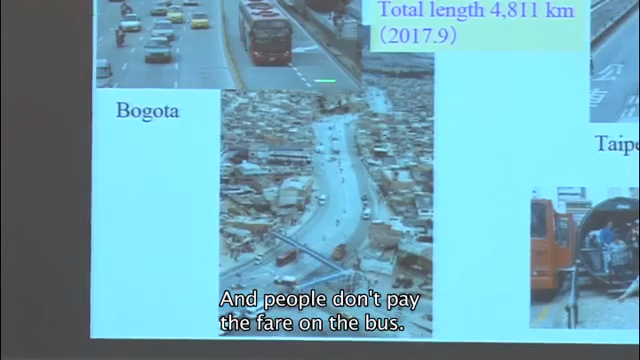 Total length 4,811 km
(2017.9)
Bogota
Taipe
And people don't pay
the fare on the bus.